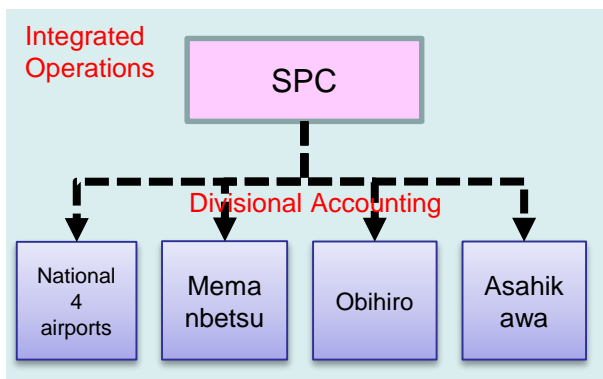 Integrated
Operations
SPC
Divisional Accounting
National
4
airports
Mema
nbetsu
Obihiro
Asahik
awa